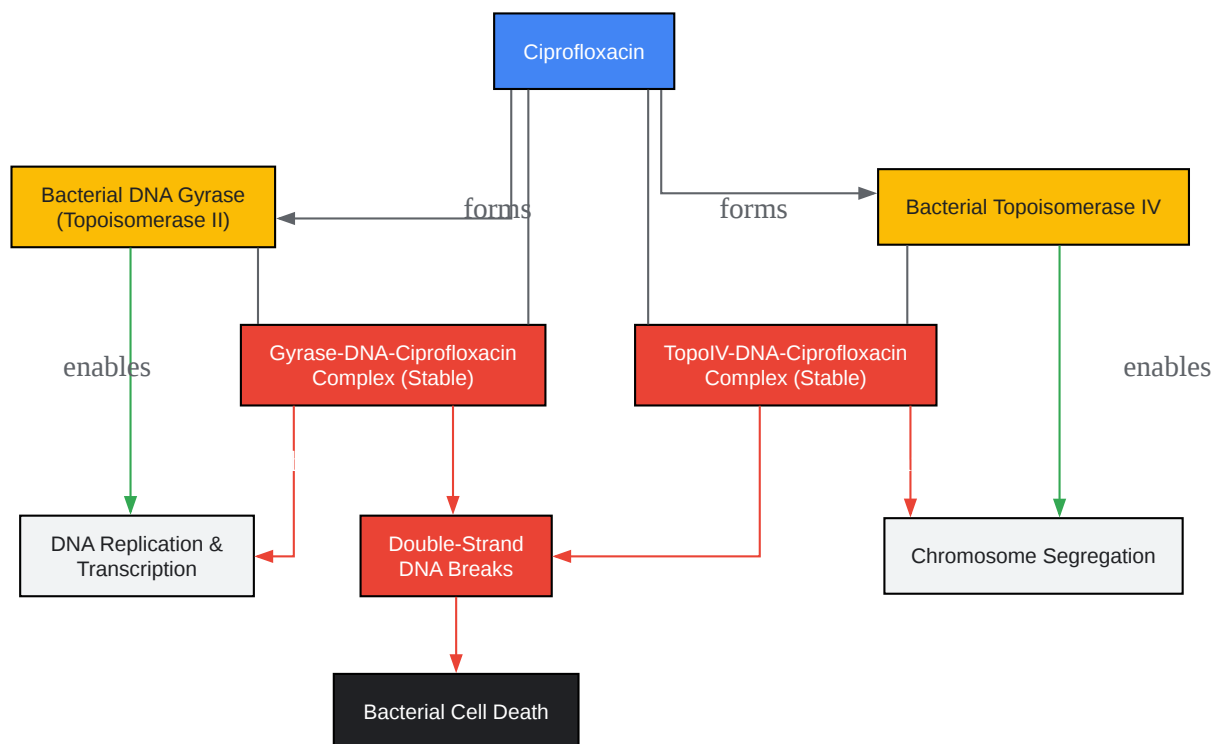 Ciprofloxacin
Bacterial DNA Gyrase
(Topoisomerase II)
forms
forms
Bacterial Topoisomerase IV
Gyrase-DNA-Ciprofloxacin
Complex (Stable)
TopoIV-DNA-Ciprofloxacin
Complex (Stable)
enables
enables
DNA Replication &
Transcription
Double-Strand
DNA Breaks
Chromosome Segregation
Bacterial Cell Death